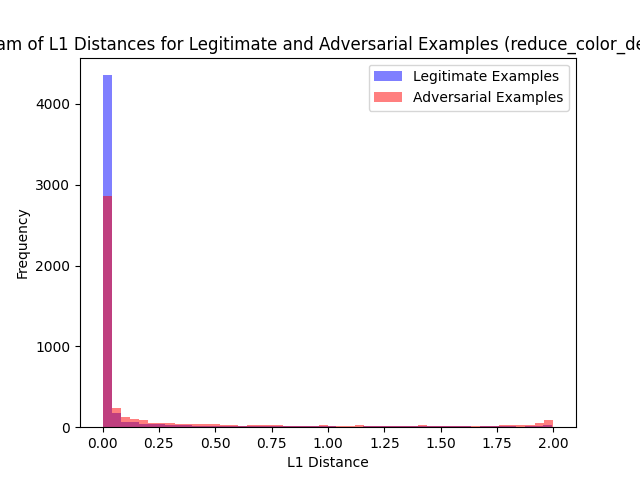 am of L1 Distances for Legitimate and Adversarial Examples (reduce_color_de
Legitimate Examples
Adversarial Examples
Frequency
4000
3000
2000
1000
0
0.00 0.25 0.50 0.75 1.00 1.25 1.50 1.75 2.00
L1 Distance